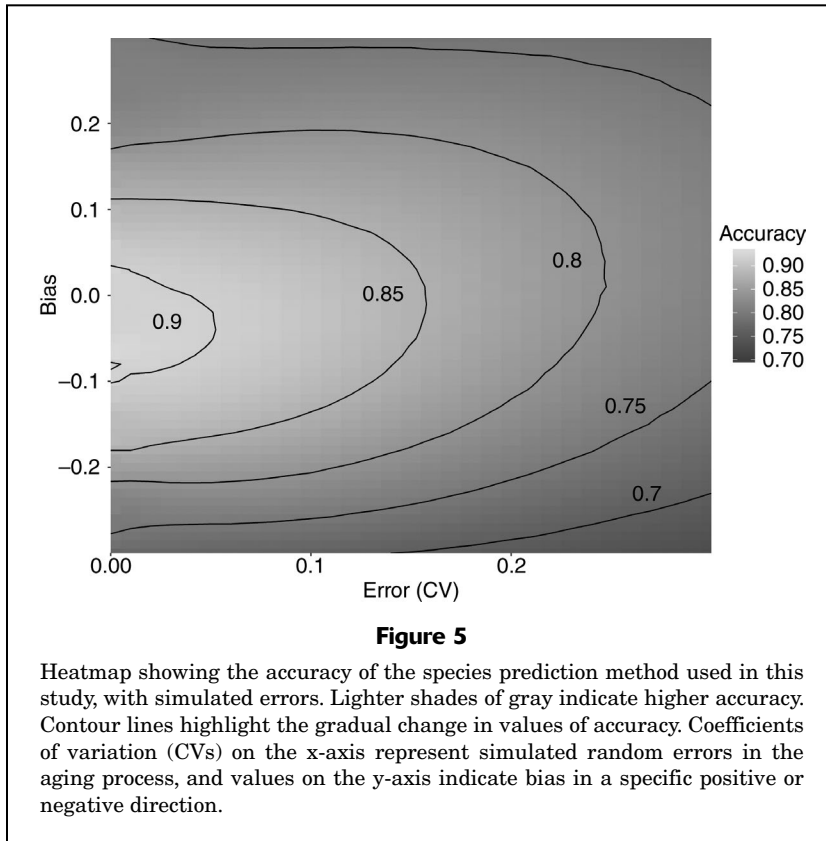 0.2
0.1
0.0
−0.1
−0.2
Bias
0.9
0.85
0.8
0.75
0.7
Accuracy
0.90
0.85
0.80
0.75
0.70
0.00
0.1
0.2
Error (CV)
Figure 5
Heatmap showing the accuracy of the species prediction method used in this
study, with simulated errors. Lighter shades of gray indicate higher accuracy.
Contour lines highlight the gradual change in values of accuracy. Coefficients
of variation (CVs) on the x-axis represent simulated random errors in the
aging process, and values on the y-axis indicate bias in a specific positive or
negative direction.